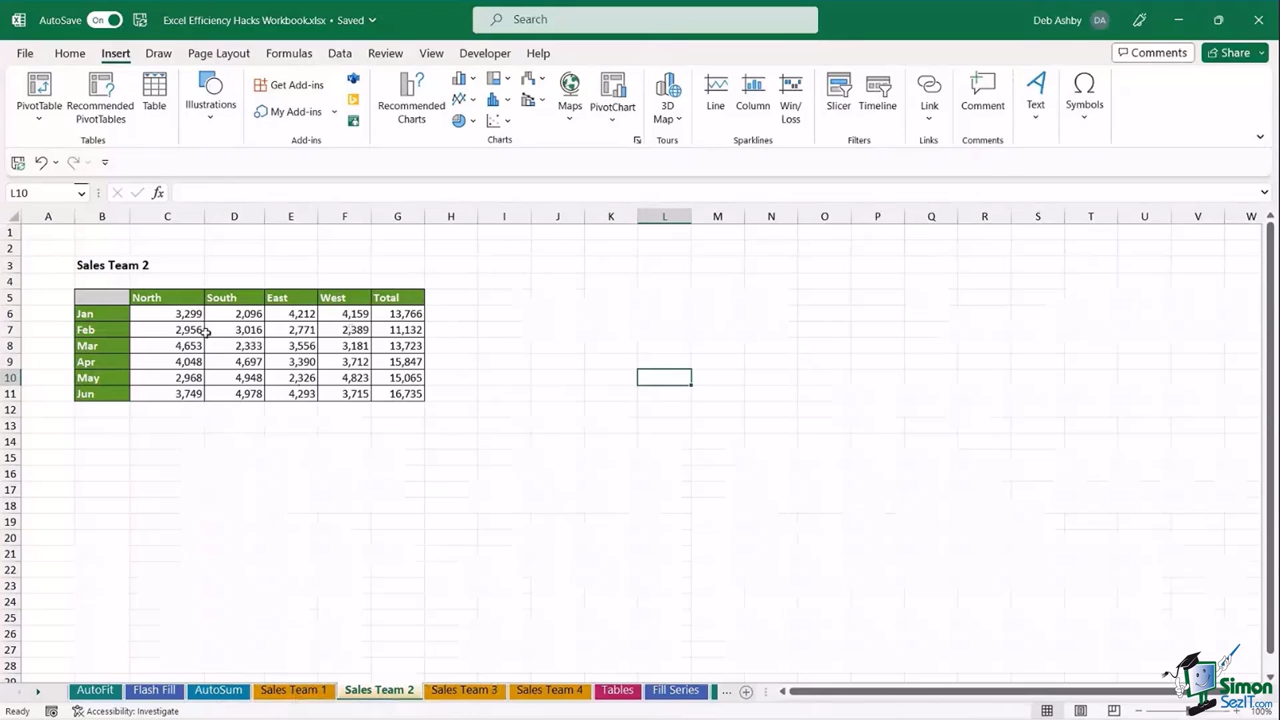 AutoSave On Excel Efficiency Hacks Workbook.xlsx • Saved Search Deb Ashby DA
File Home Insert Draw Page Layout Formulas Data Review View Developer Help Comments Share
PivotTable Recommended PivotTables Table Illustrations Get Add-ins My Add-ins Recommended Charts Maps PivotChart 3D Map Line Column Win/Loss Slicer Timeline Link Comment Text Symbols
Tables Add-ins Charts Tours Sparklines Filters Links Comments
L10 fx
A B C D E F G H I J K L M N O P Q R S T U V W
1
2
3 Sales Team 2
4
5 North South East West Total
6 Jan 3,299 2,096 4,212 4,159 13,766
7 Feb 2,956 3,016 2,771 2,389 11,132
8 Mar 4,653 2,333 3,556 3,181 13,723
9 Apr 4,048 4,697 3,390 3,712 15,847
10 May 2,968 4,948 2,326 4,823 15,065
11 Jun 3,749 4,978 4,293 3,715 16,735
12
13
14
15
16
17
18
19
20
21
22
23
24
25
26
27
28
AutoFit Flash Fill AutoSum Sales Team 1 Sales Team 2 Sales Team 3 Sales Team 4 Tables Fill Series ...
Ready Accessibility: Investigate 100%
Simon
SezIT.com